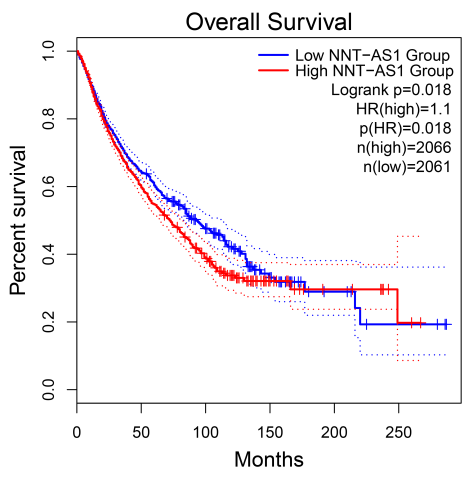 Overall Survival
Low NNT−AS1 Group
High NNT−AS1 Group
Logrank p=0.018
HR(high)=1.1
p(HR)=0.018
n(high)=2066
n(low)=2061
Percent survival
1.0
0.8
0.6
0.4
0.2
0.0
0 50 100 150 200 250
Months